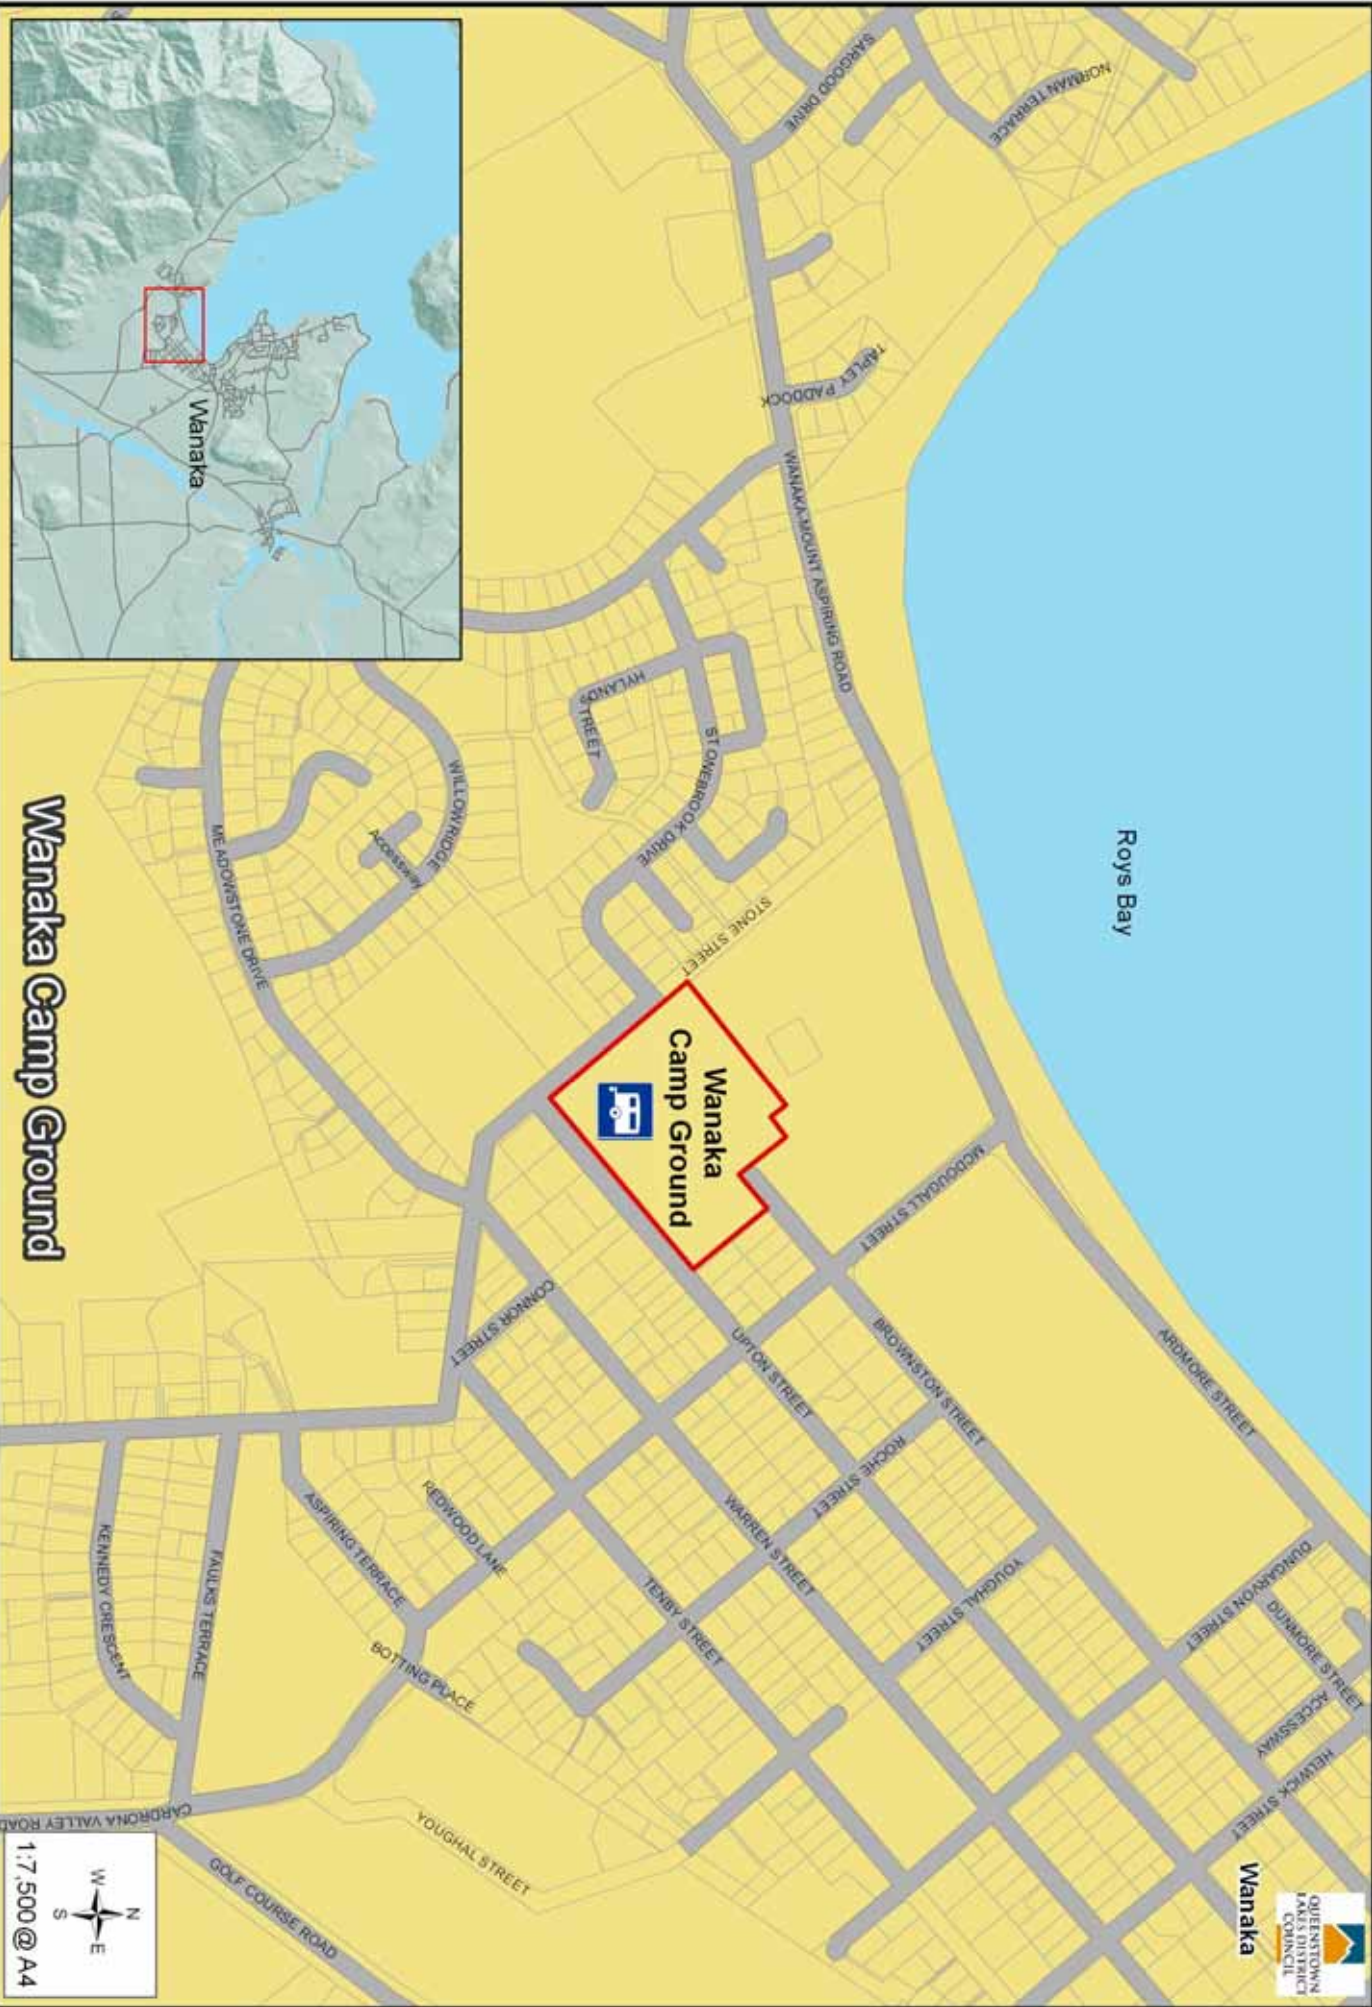 QUEENSTOWN
LAKES DISTRICT
COUNCIL
Wanaka
Roys Bay
NORMAN TERRACE
SARGOOD DRIVE
TAPLEY PADDOCK
WANAKA-MOUNT ASPIRING ROAD
ARDMORE STREET
DUNGARVON STREET
DUNMORE STREET
ACCESSWAY
HELWICK STREET
MCDOUGALL STREET
BROWNSTON STREET
UPTON STREET
ROCHE STREET
YOUGHAL STREET
WARREN STREET
TENBY STREET
STONE STREET
STONEBROOK DRIVE
HYLAND
STREET
WILLOWRIDGE
Accessway
MEADOWSTONE DRIVE
Wanaka
Camp Ground
CONNOR STREET
REDWOOD LANE
ASPIRING TERRACE
BOTTING PLACE
FAULKS TERRACE
KENNEDY CRESCENT
YOUGHAL STREET
CARDRONA VALLEY ROAD
GOLF COURSE ROAD
Wanaka
Wanaka Camp Ground
N
W
E
S
1:7,500@ A4